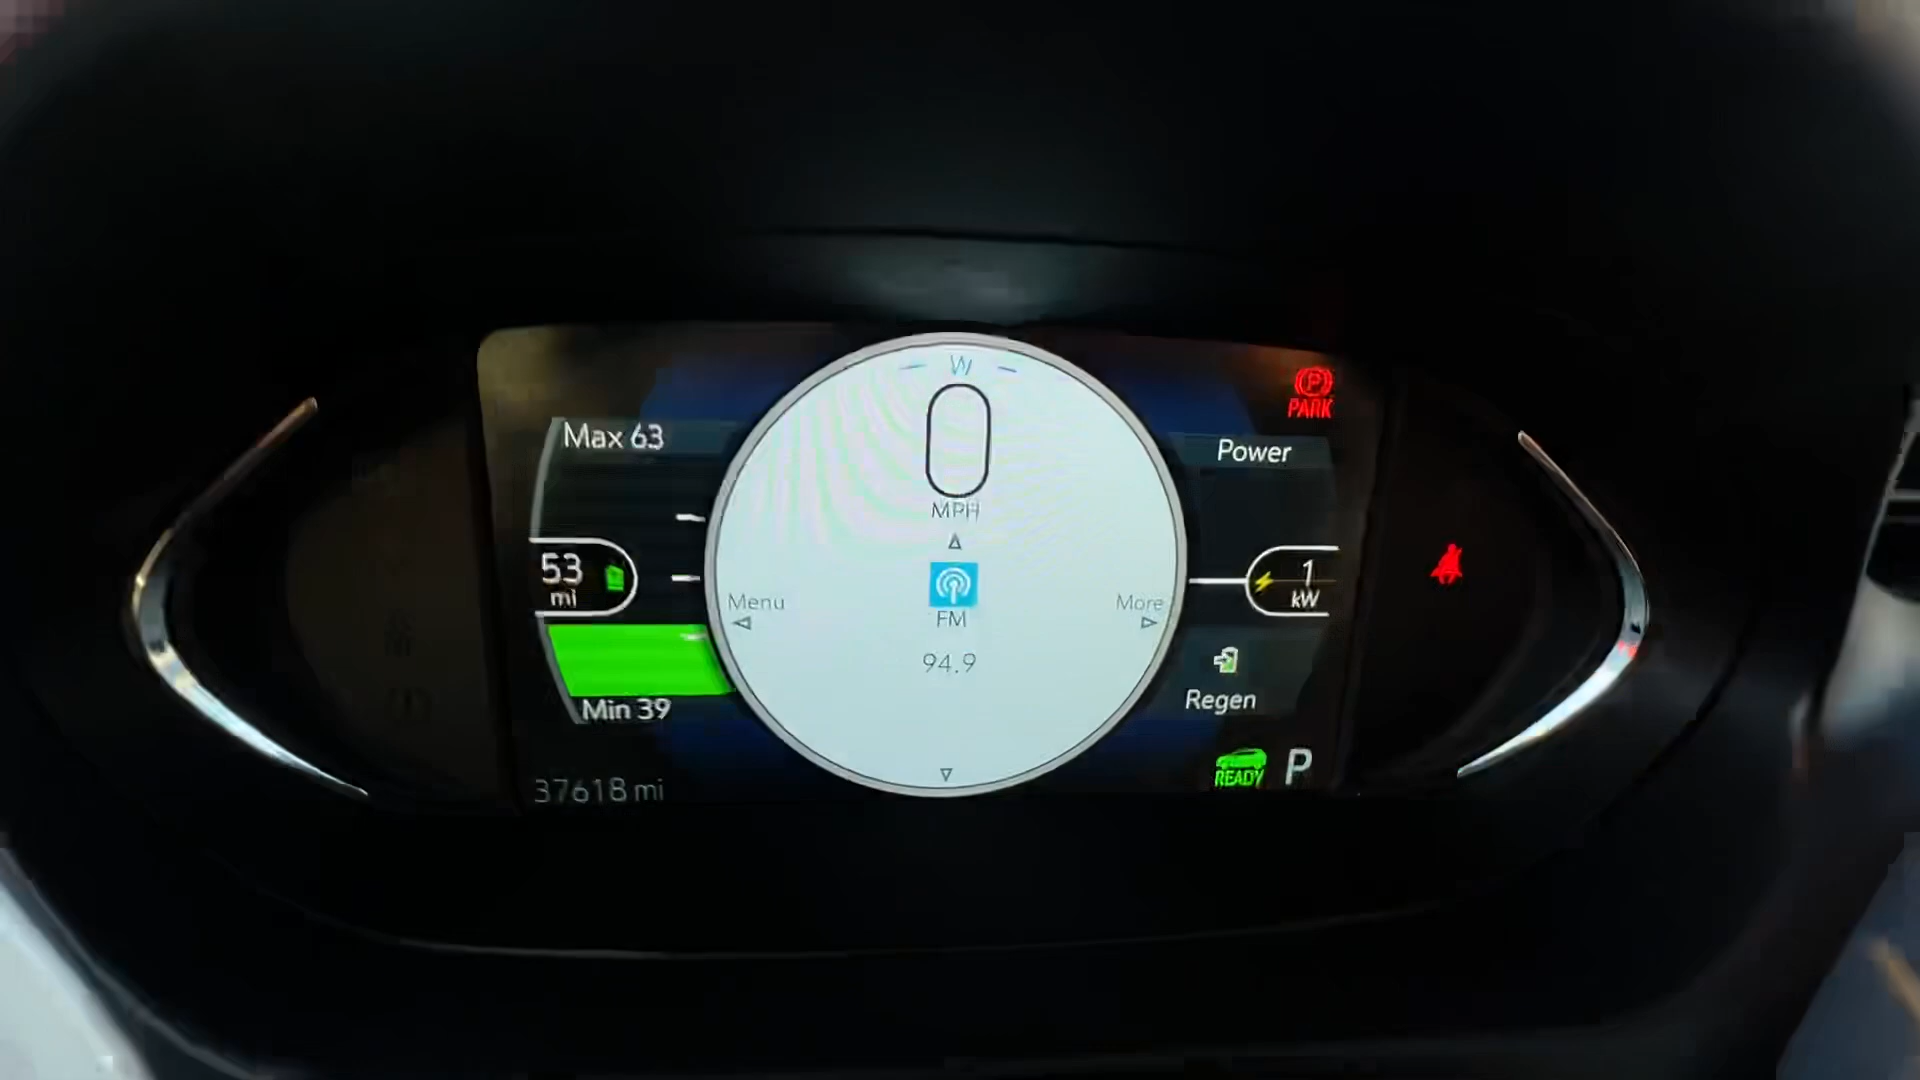 W
P
PARK
Max 63
0
Power
MPH
53
mi
1
kW
Menu
FM
More
94.9
Regen
Min 39
READY
P
37618 mi